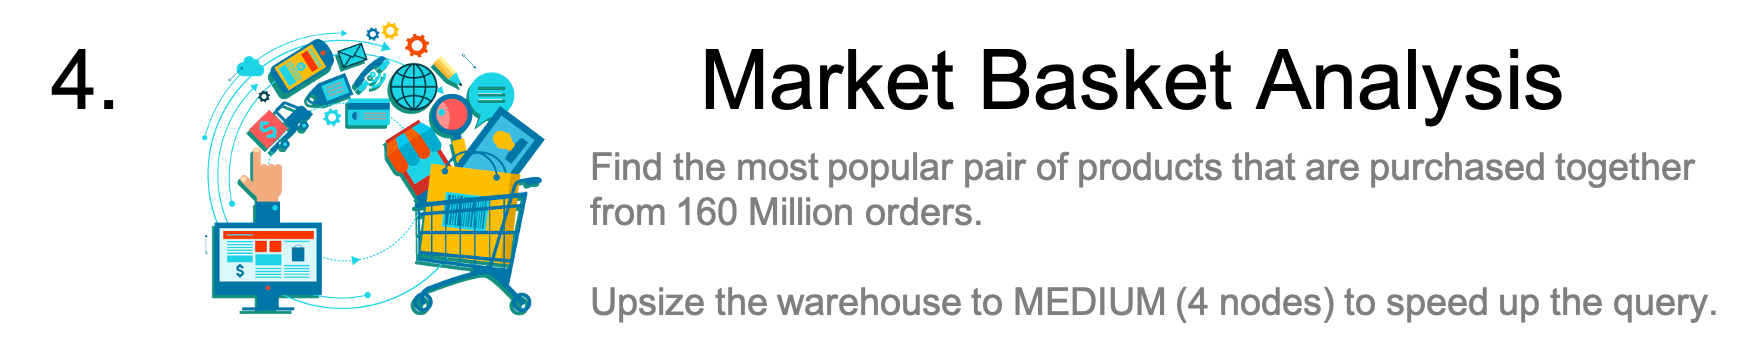 4.
Market Basket Analysis
Find the most popular pair of products that are purchased together
from 160 Million orders.
Upsize the warehouse to MEDIUM (4 nodes) to speed up the query.
$
$